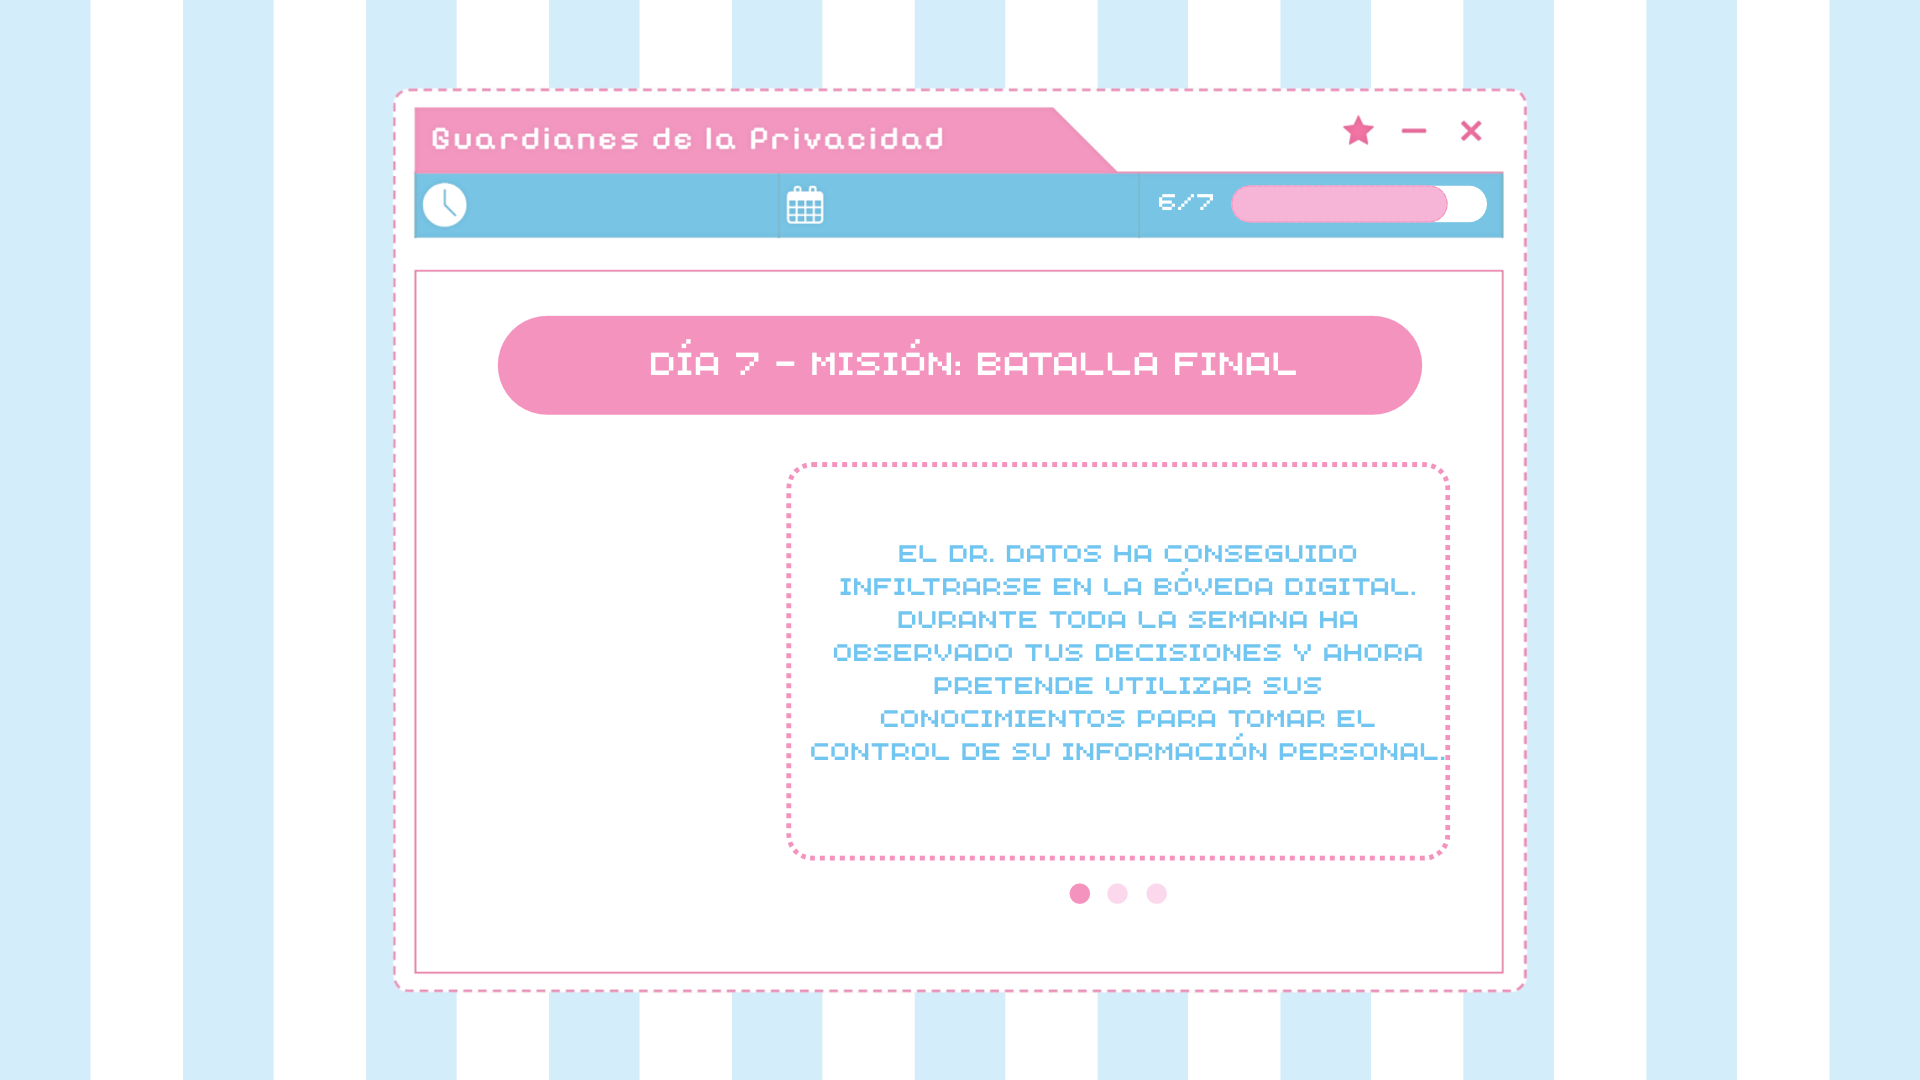 Guardianes de la Privacidad
6/7
DÍA 7 - MISIÓN: BATALLA FINAL
EL DR. DATOS HA CONSEGUIDO
INFILTRARSE EN LA BÓVEDA DIGITAL.
DURANTE TODA LA SEMANA HA
OBSERVADO TUS DECISIONES Y AHORA
PRETENDE UTILIZAR SUS
CONOCIMIENTOS PARA TOMAR EL
CONTROL DE SU INFORMACIÓN PERSONAL.